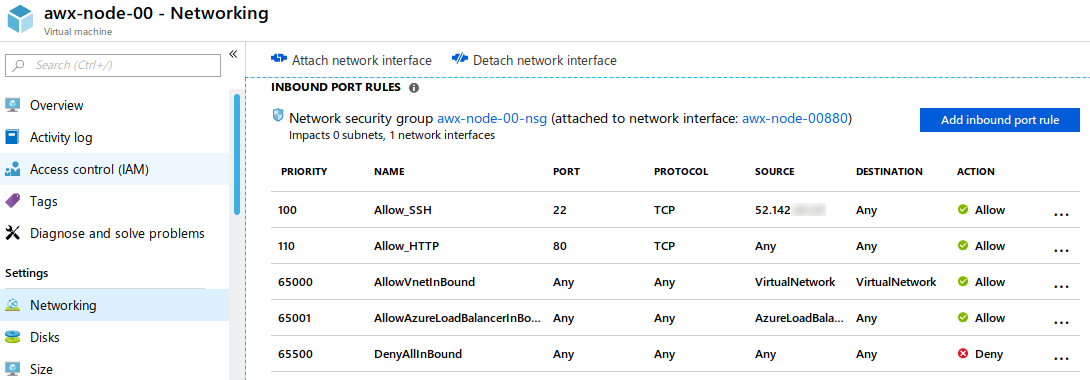 awx-node-00 - Networking
Virtual machine
Search (Ctrl+/)
«
Overview
Activity log
Access control (IAM)
Tags
Diagnose and solve problems
Settings
Networking
Disks
Size
Attach network interface Detach network interface
INBOUND PORT RULES
Network security group awx-node-00-nsg (attached to network interface: awx-node-00880)
Impacts 0 subnets, 1 network interfaces
Add inbound port rule
PRIORITY NAME PORT PROTOCOL SOURCE DESTINATION ACTION
100 Allow_SSH 22 TCP 52.142 Any Allow ...
110 Allow_HTTP 80 TCP Any Any Allow ...
65000 AllowVnetInBound Any Any VirtualNetwork VirtualNetwork Allow ...
65001 AllowAzureLoadBalancerInBo... Any Any AzureLoadBala... Any Allow ...
65500 DenyAllInBound Any Any Any Any Deny ...